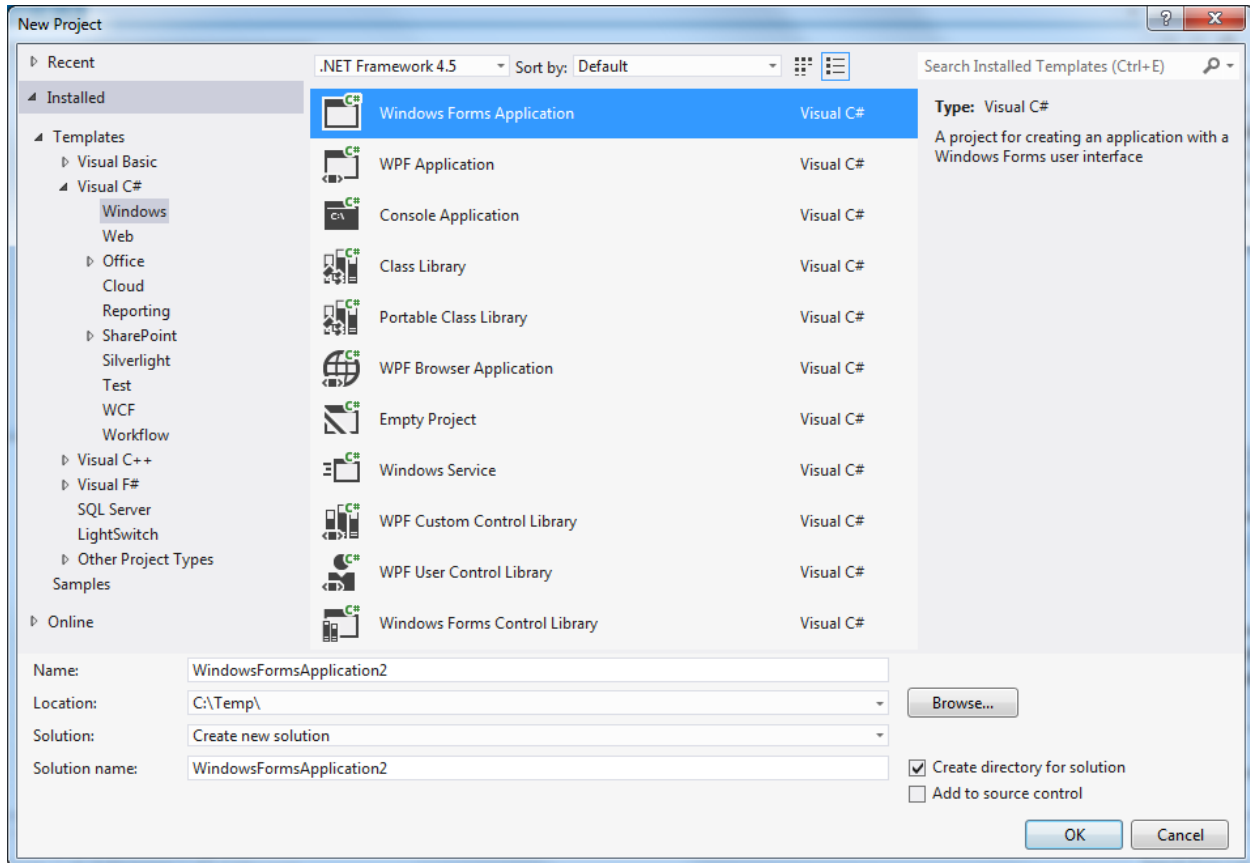 New Project
Recent
Installed
Templates
Visual Basic
Visual C#
Windows
Web
Office
Cloud
Reporting
SharePoint
Silverlight
Test
WCF
Workflow
Visual C++
Visual F#
SQL Server
LightSwitch
Other Project Types
Samples
Online
.NET Framework 4.5 Sort by: Default
C# Windows Forms Application Visual C#
C# WPF Application Visual C#
C# C:\ Console Application Visual C#
C# Class Library Visual C#
C# Portable Class Library Visual C#
C# WPF Browser Application Visual C#
C# Empty Project Visual C#
C# Windows Service Visual C#
C# WPF Custom Control Library Visual C#
C# WPF User Control Library Visual C#
C# Windows Forms Control Library Visual C#
Search Installed Templates (Ctrl+E)
Type: Visual C#
A project for creating an application with a
Windows Forms user interface
Name: WindowsFormsApplication2
Location: C:\Temp\ Browse...
Solution: Create new solution
Solution name: WindowsFormsApplication2
Create directory for solution
Add to source control
OK Cancel